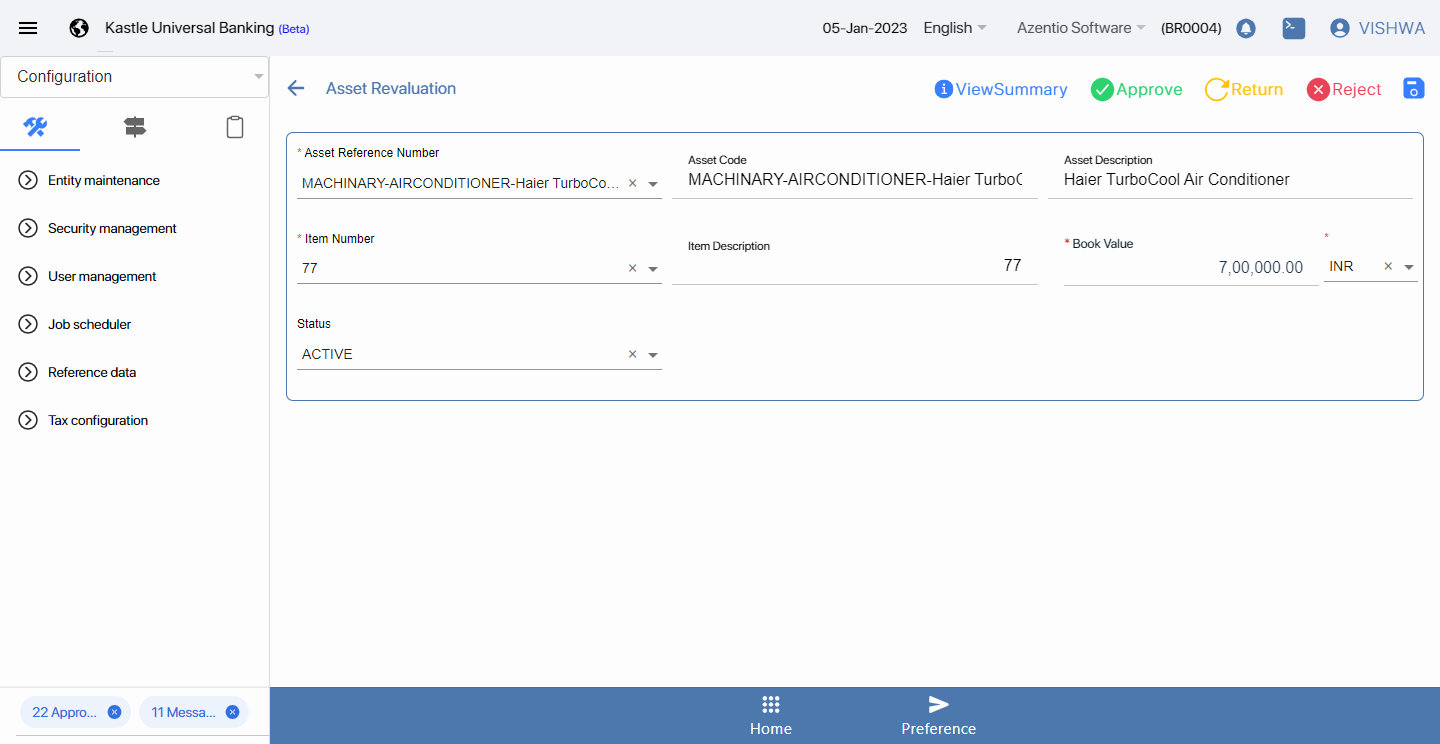 Kastle Universal Banking (Beta)
05-Jan-2023 English Azentio Software (BR0004) VISHWA
Configuration
Asset Revaluation
ViewSummary Approve Return Reject
Entity maintenance
Security management
User management
Job scheduler
Reference data
Tax configuration
* Asset Reference Number
MACHINARY-AIRCONDITIONER-Haier TurboCo...
Asset Code
MACHINARY-AIRCONDITIONER-Haier TurboC
Asset Description
Haier TurboCool Air Conditioner
* Item Number
77
Item Description
77
* Book Value
7,00,000.00
*
INR
Status
ACTIVE
22 Appro...
11 Messa...
Home
Preference